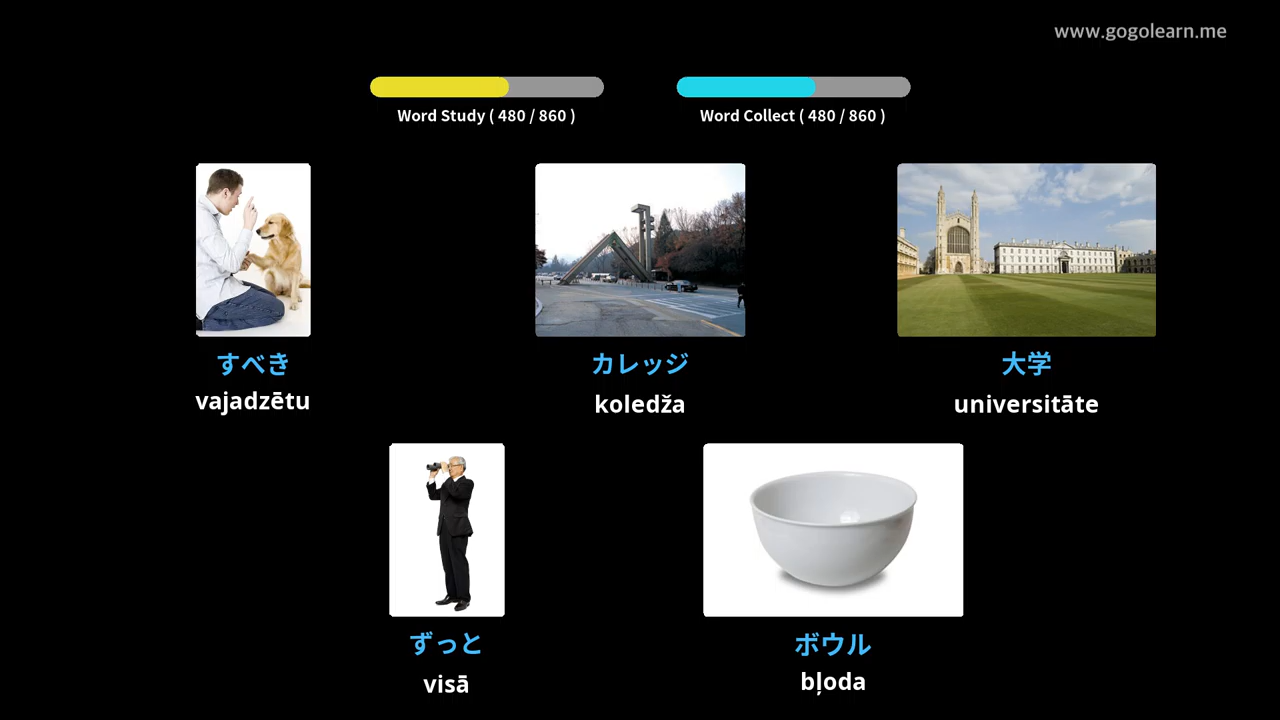 www.gogolearn.me
Word Study ( 480 / 860 )
Word Collect ( 480 / 860 )
すべき
vajadzētu
カレッジ
koledža
大学
universitāte
ずっと
visā
ボウル
bļoda